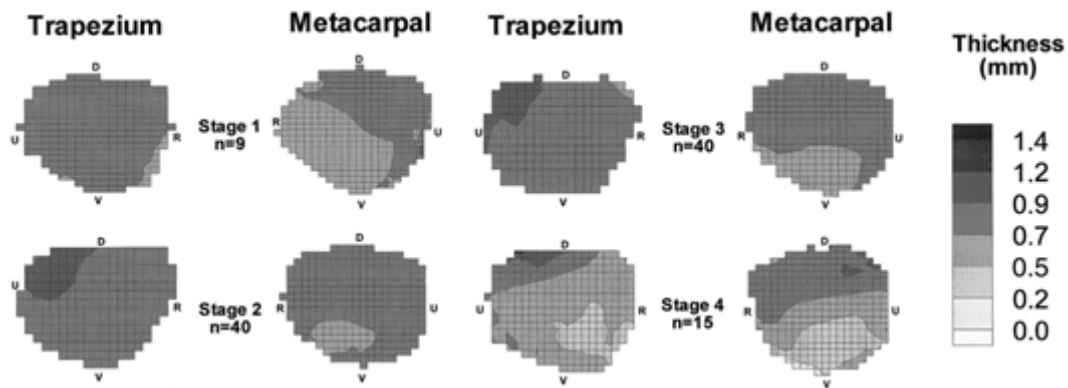 Trapezium Metacarpal Trapezium Metacarpal
Thickness
(mm)
D D D D
U R R U U R R U
Stage 1
n=9
Stage 3
n=40
V V V V
1.4
1.2
0.9
0.7
0.5
0.2
0.0
D D D D
U R R U U R R U
Stage 2
n=40
Stage 4
n=15
V V V V